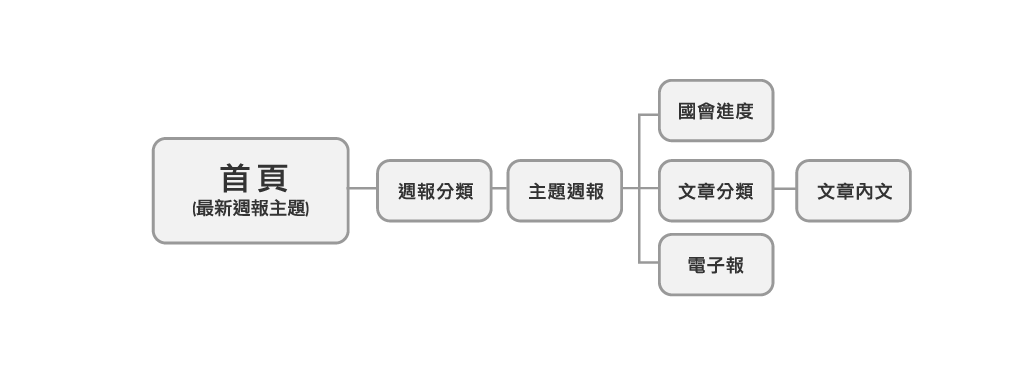 首頁
(最新週報主題)
週報分類
主題週報
國會進度
文章分類
文章內文
電子報